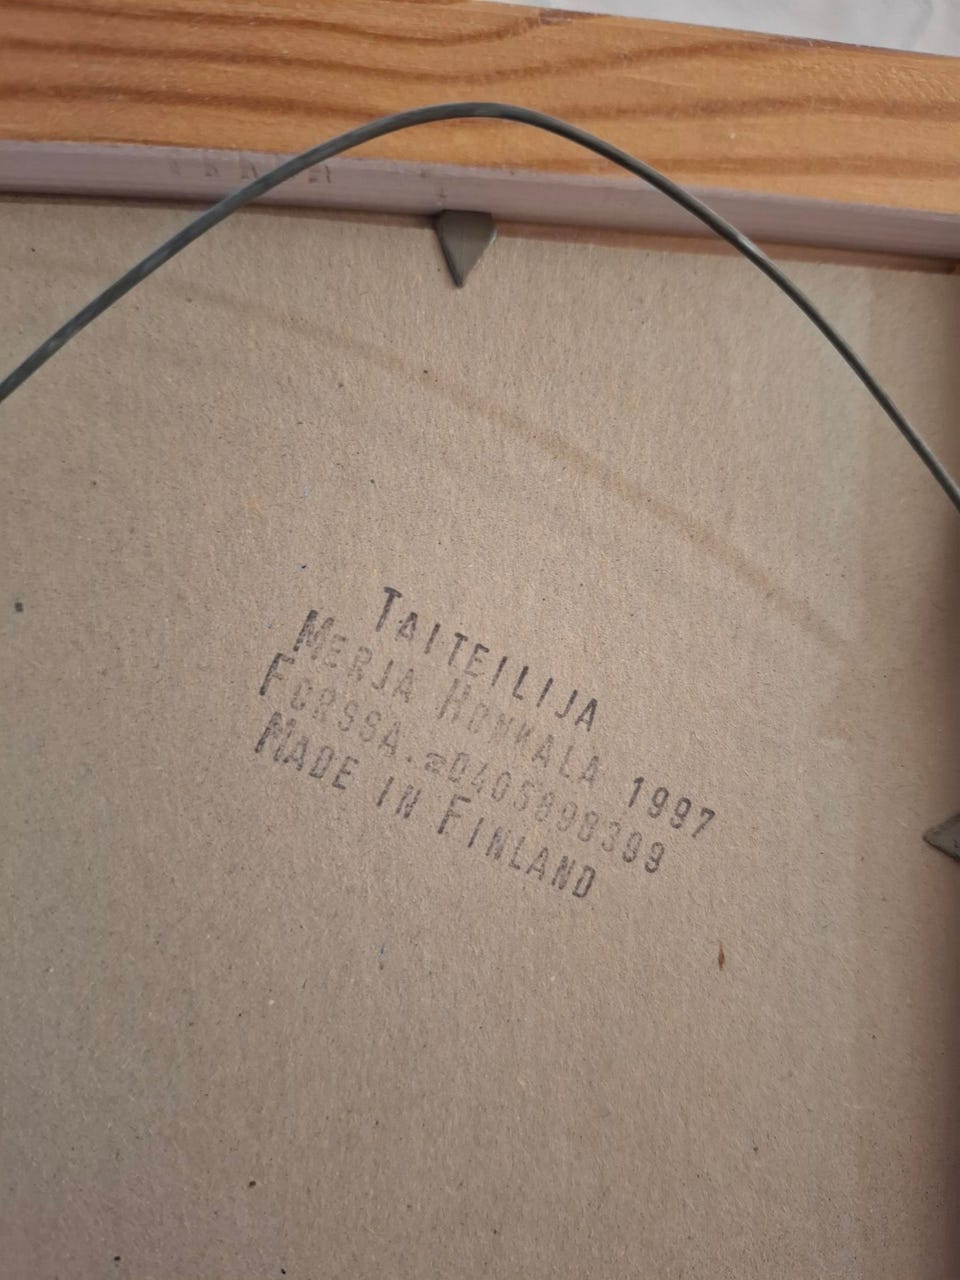 TAITEILIJA
MERJA HONKALA 1997
FORSSA. ☎0405898399
MADE IN FINLAND